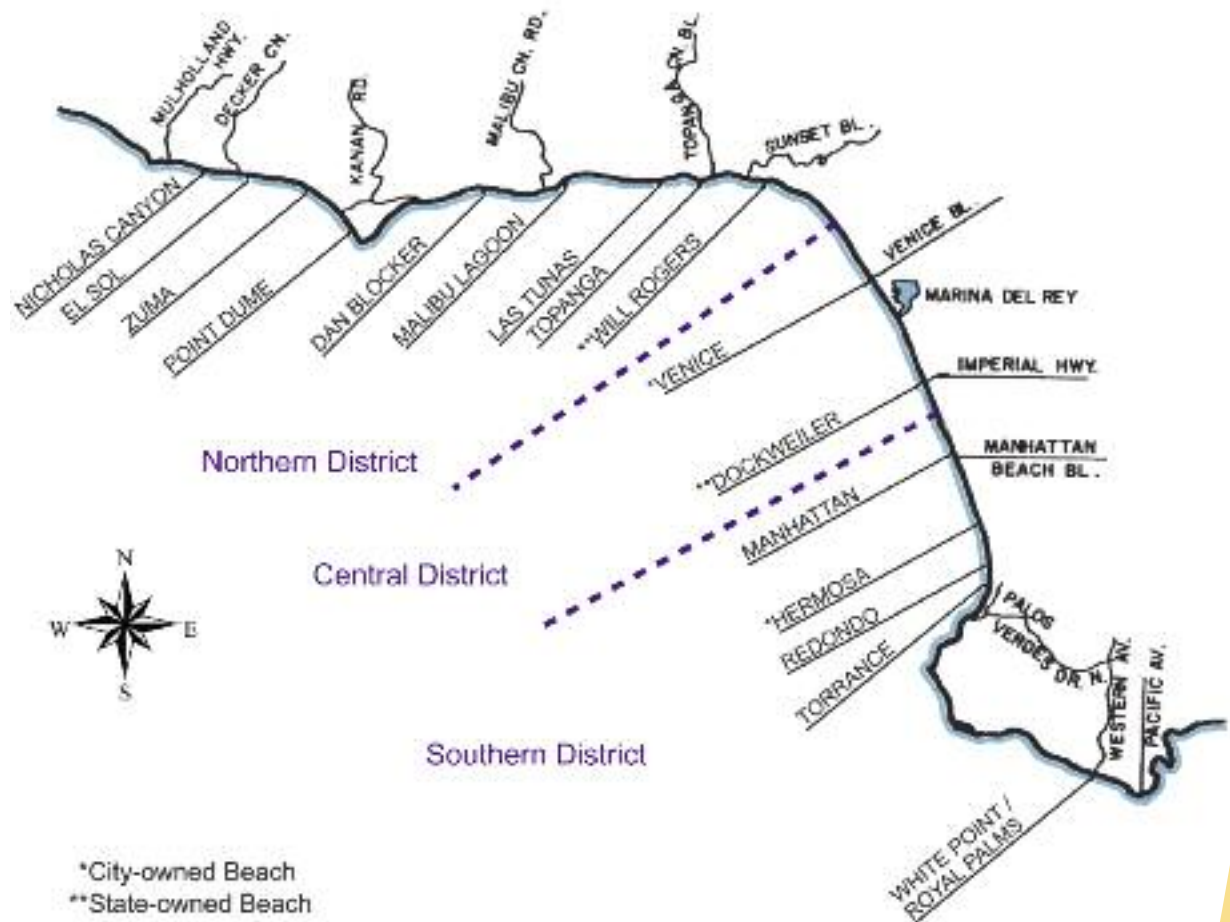 MULHOLLAND
HWY.
DECKER CN.
KANAN RD.
MALIBU CN. RD.
TOPANGA CN. BL.
SUNSET BL.
VENICE BL.
MARINA DEL REY
IMPERIAL HWY.
MANHATTAN
BEACH BL.
PALOS
VERDES DR. N.
WESTERN AV.
PACIFIC AV.
NICHOLAS CANYON
EL SOL
ZUMA
POINT DUME
DAN BLOCKER
MALIBU LAGOON
LAS TUNAS
TOPANGA
**WILL ROGERS
*VENICE
**DOCKWEILER
MANHATTAN
*HERMOSA
REDONDO
TORRANCE
WHITE POINT /
ROYAL PALMS
Northern District
Central District
Southern District
N
W
E
S
*City-owned Beach
**State-owned Beach